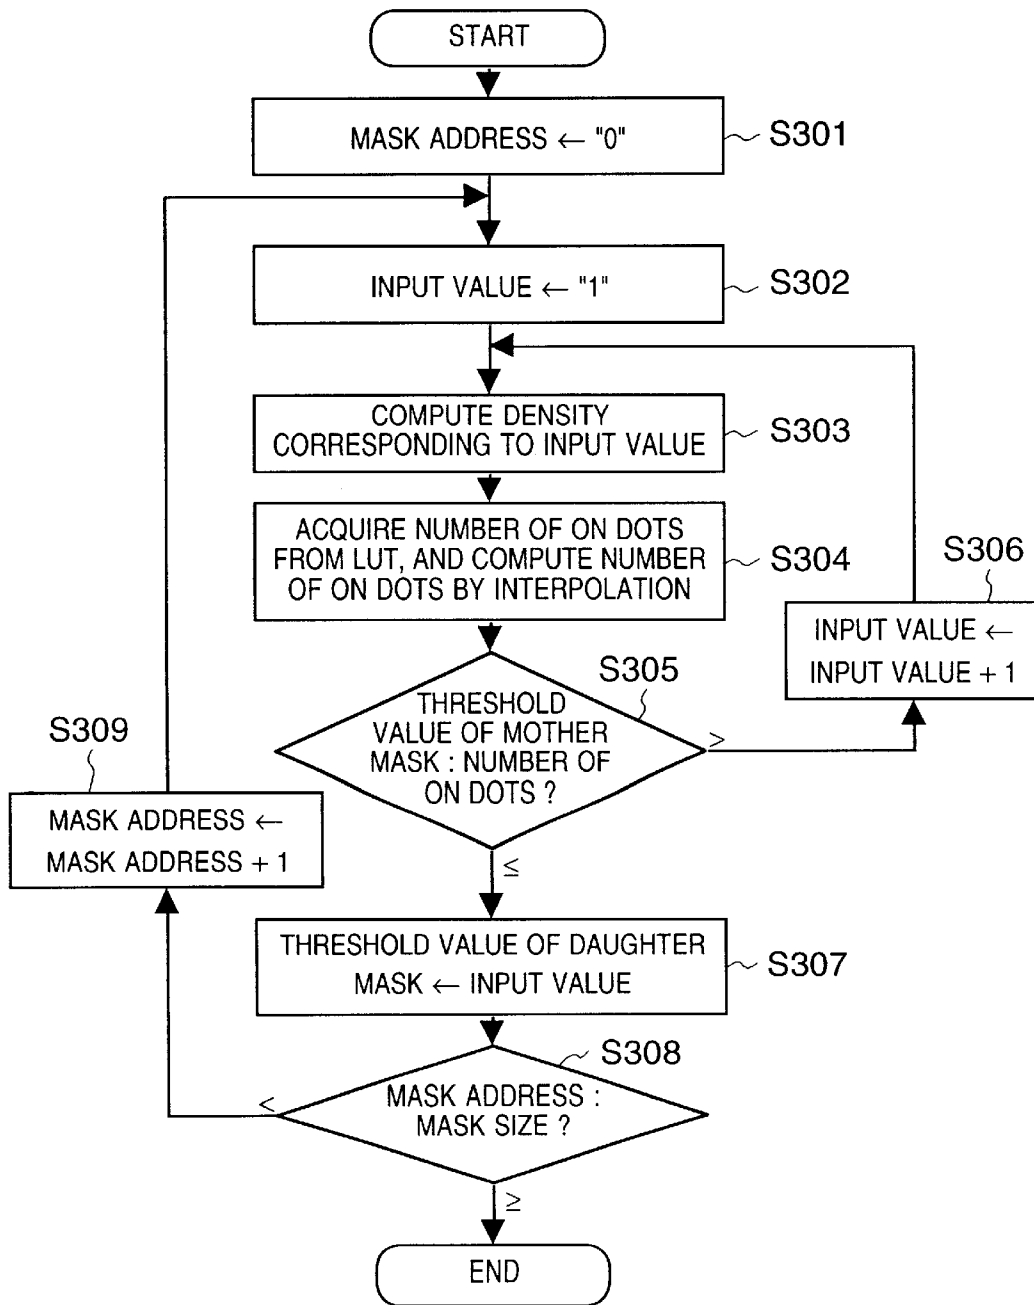 START
MASK ADDRESS ← "0"
S301
INPUT VALUE ← "1"
S302
COMPUTE DENSITY
CORRESPONDING TO INPUT VALUE
S303
ACQUIRE NUMBER OF ON DOTS
FROM LUT, AND COMPUTE NUMBER
OF ON DOTS BY INTERPOLATION
S304
S306
INPUT VALUE ←
INPUT VALUE + 1
S305
THRESHOLD
VALUE OF MOTHER
MASK : NUMBER OF
ON DOTS ?
>
≤
S309
MASK ADDRESS ←
MASK ADDRESS + 1
THRESHOLD VALUE OF DAUGHTER
MASK ← INPUT VALUE
S307
S308
MASK ADDRESS :
MASK SIZE ?
<
≥
END